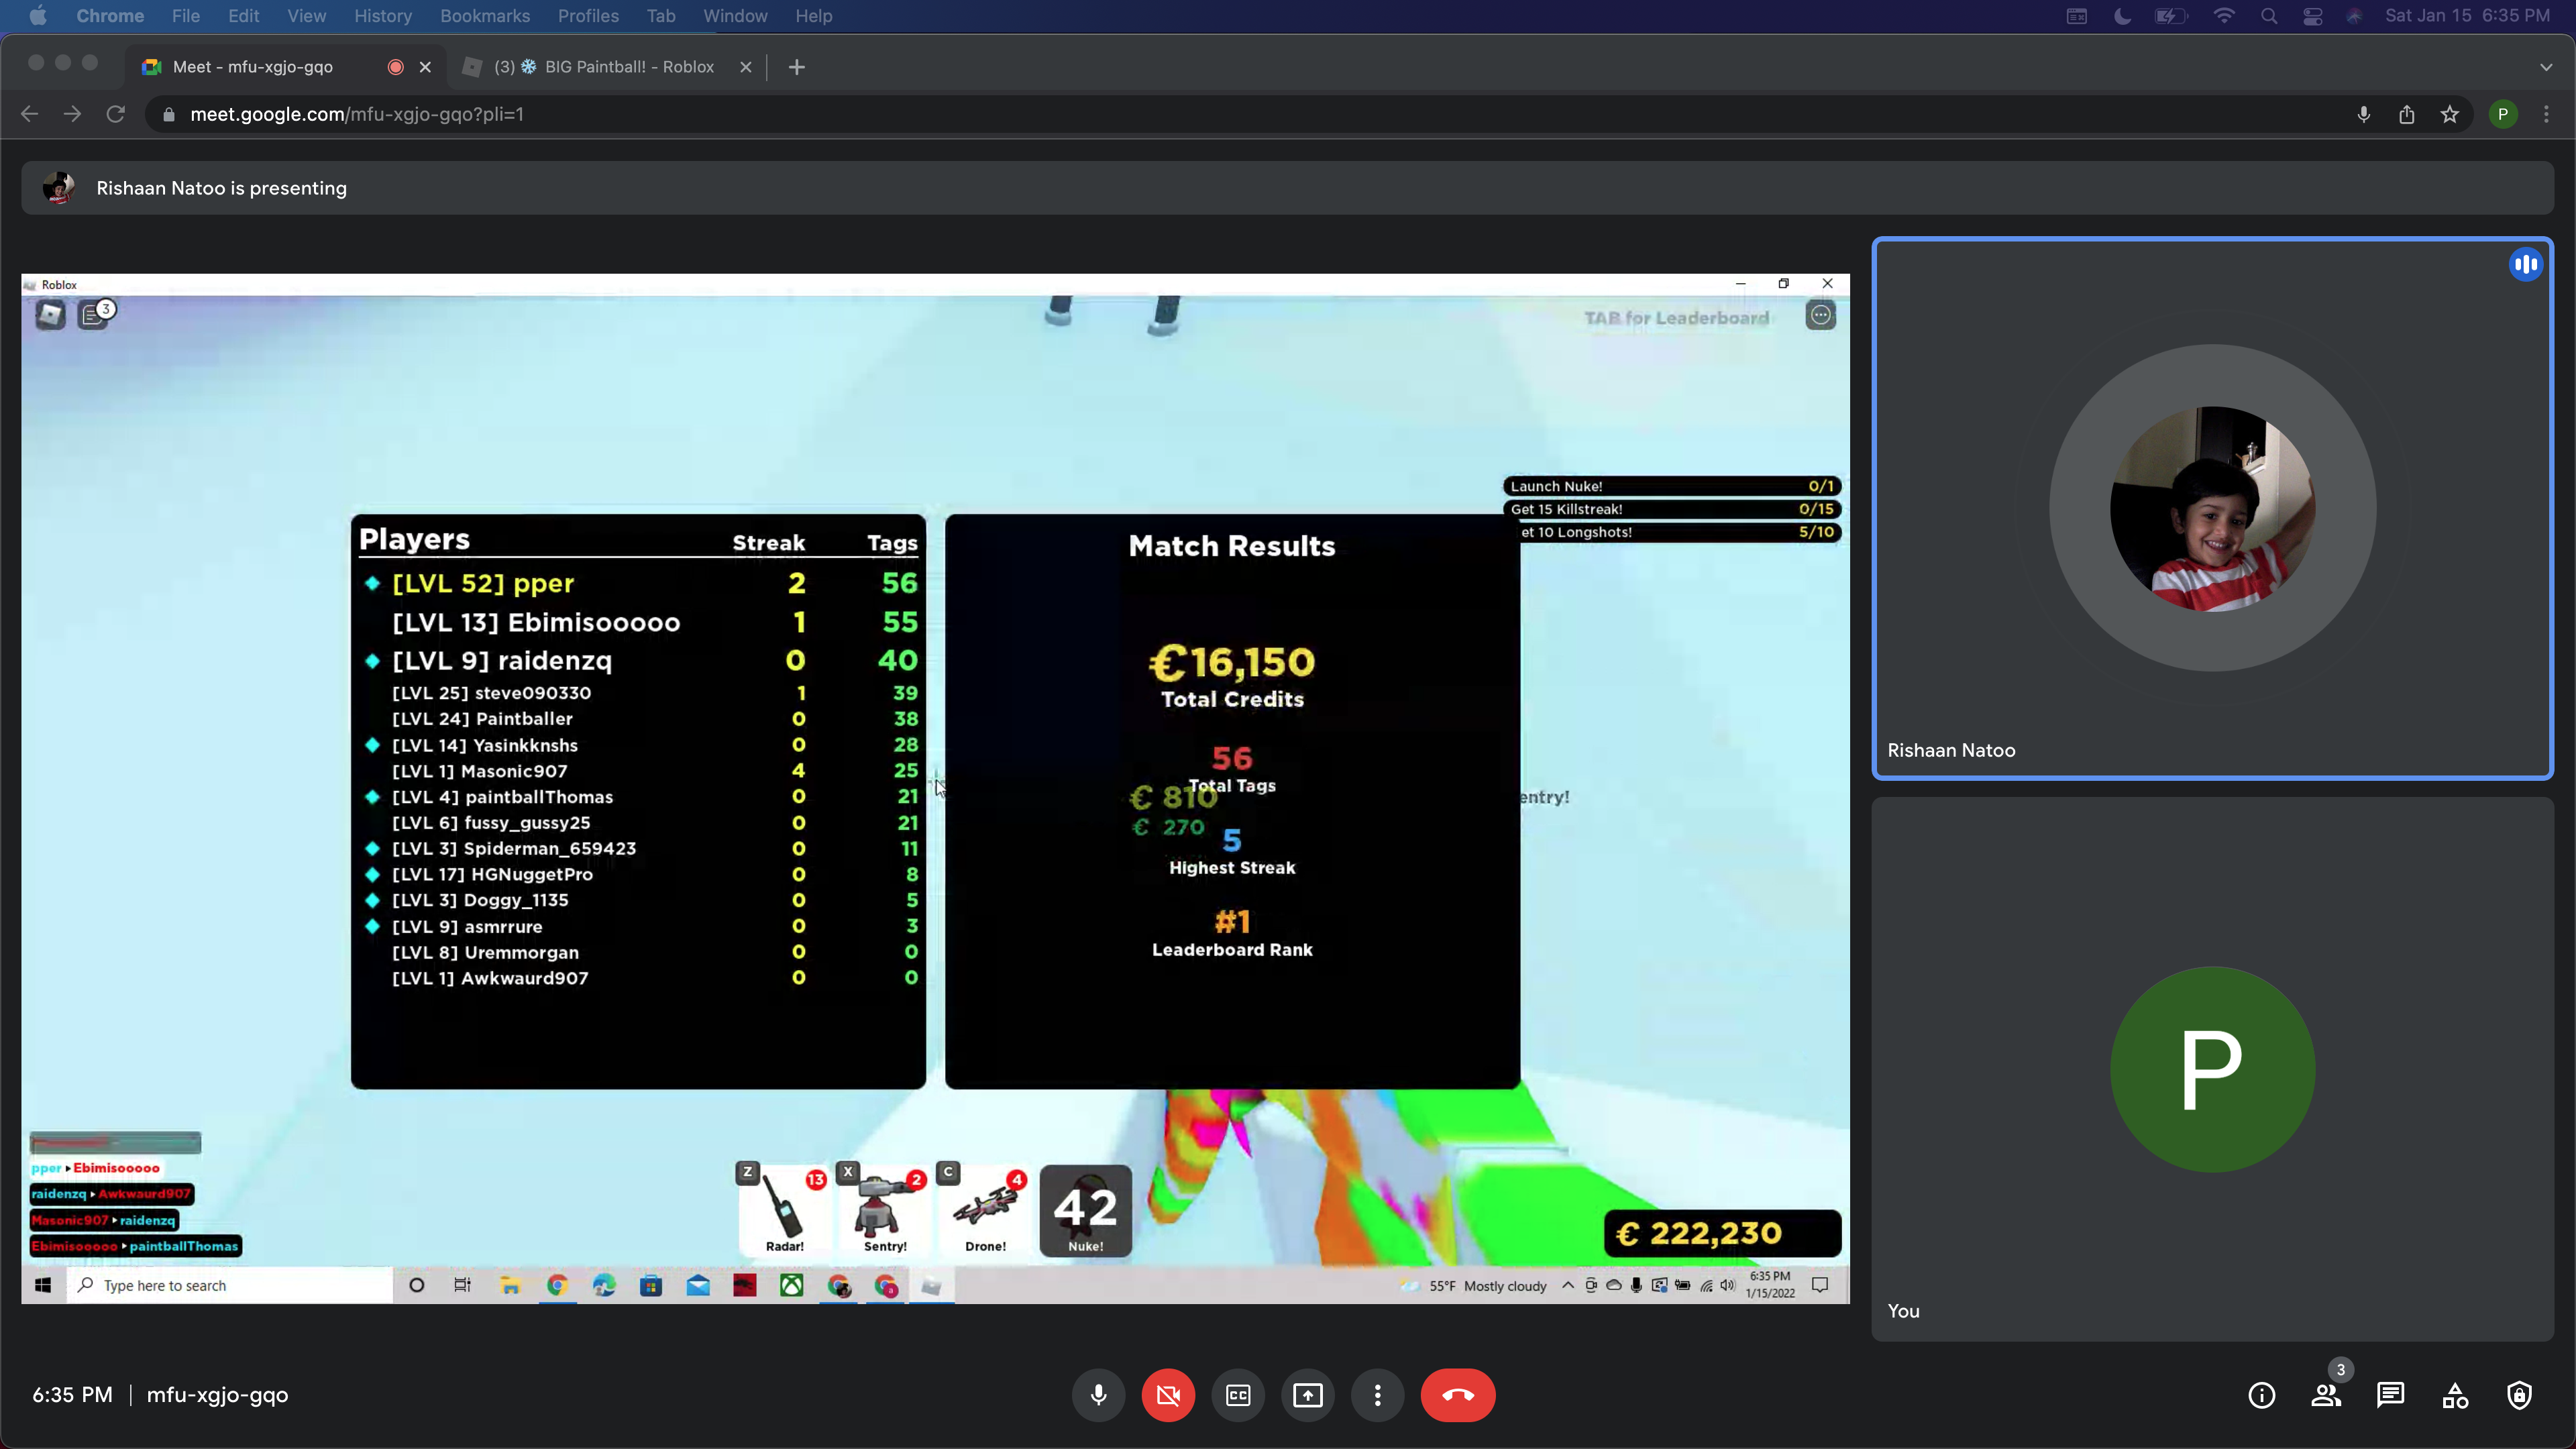 Chrome File Edit View History Bookmarks Profiles Tab Window Help Sat Jan 15 6:35 PM
Meet - mfu-xgjo-gqo (3) ❄ BIG Paintball! - Roblox
meet.google.com/mfu-xgjo-gqo?pli=1 P
Rishaan Natoo is presenting
Roblox
3
TAB for Leaderboard
Launch Nuke! 0/1
Get 15 Killstreak! 0/15
et 10 Longshots! 5/10
Players Streak Tags
[LVL 52] pper 2 56
[LVL 13] Ebimisooooo 1 55
[LVL 9] raidenzq 0 40
[LVL 25] steve090330 1 39
[LVL 24] Paintballer 0 38
[LVL 14] Yasinkknshs 0 28
[LVL 1] Masonic907 4 25
[LVL 4] paintballThomas 0 21
[LVL 6] fussy_gussy25 0 21
[LVL 3] Spiderman_659423 0 11
[LVL 17] HGNuggetPro 0 8
[LVL 3] Doggy_1135 0 5
[LVL 9] asmrrure 0 3
[LVL 8] Uremmorgan 0 0
[LVL 1] Awkwaurd907 0 0
Match Results
€16,150
Total Credits
56
Total Tags
€ 810
€ 270
5
Highest Streak
#1
Leaderboard Rank
entry!
pper ▸ Ebimisooooo
raidenzq ▸ Awkwaurd907
Masonic907 ▸ raidenzq
Ebimisooooo ▸ paintballThomas
Z 13 X 2 C 4 42
Radar! Sentry! Drone! Nuke!
€ 222,230
Type here to search
55°F Mostly cloudy
6:35 PM
1/15/2022
Rishaan Natoo
P
You
6:35 PM | mfu-xgjo-gqo
CC
3